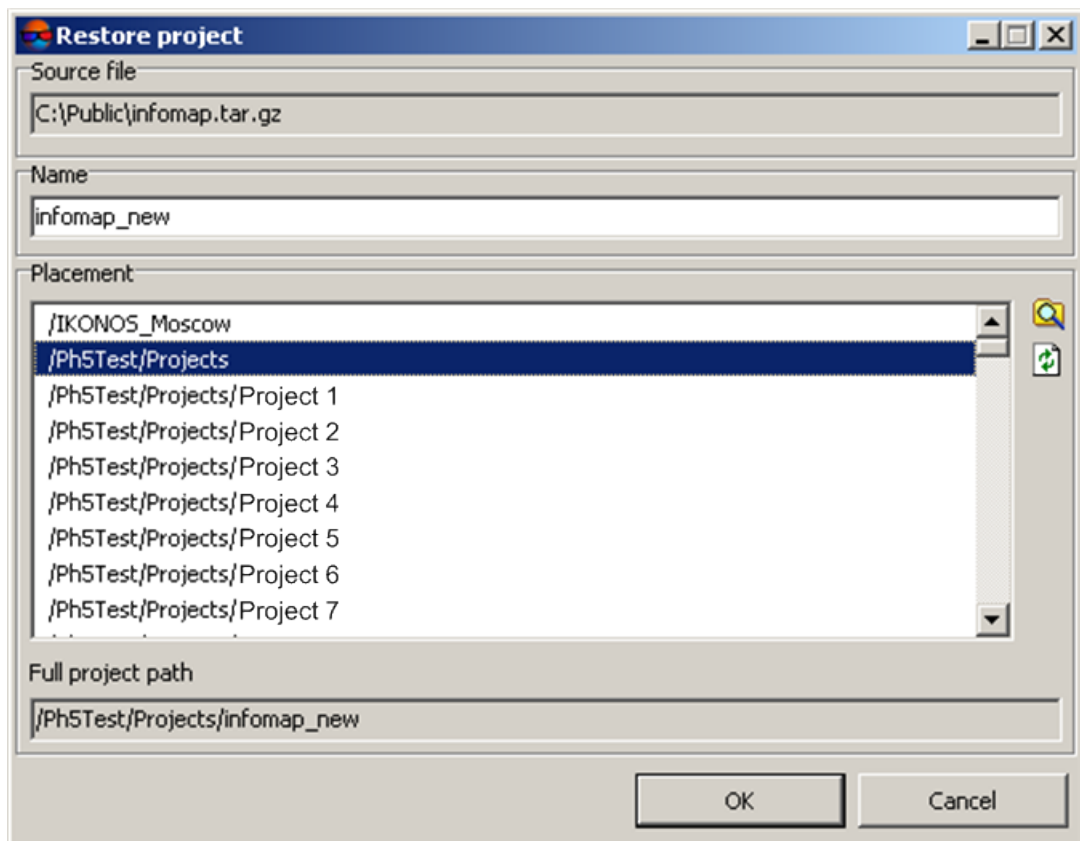 Restore project
Source file
C:\Public\infomap.tar.gz
Name
infomap_new
Placement
/IKONOS_Moscow
/Ph5Test/Projects
/Ph5Test/Projects/Project 1
/Ph5Test/Projects/Project 2
/Ph5Test/Projects/Project 3
/Ph5Test/Projects/Project 4
/Ph5Test/Projects/Project 5
/Ph5Test/Projects/Project 6
/Ph5Test/Projects/Project 7
Full project path
/Ph5Test/Projects/infomap_new
OK Cancel